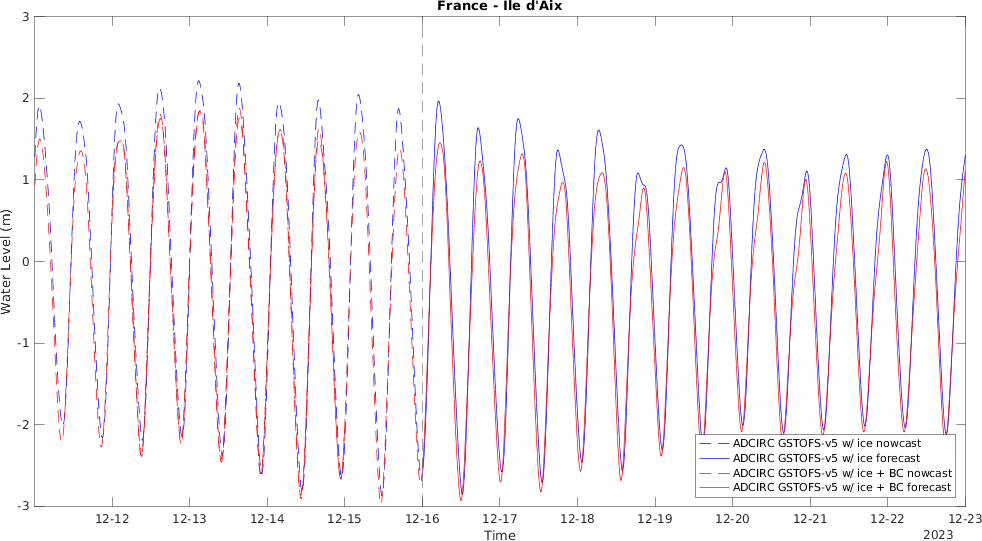 France - Ile d'Aix
3
2
1
0
-1
-2
-3
Water Level (m)
12-12
12-13
12-14
12-15
12-16
12-17
12-18
12-19
12-20
12-21
12-22
12-23
Time
2023
ADCIRC GSTOFS-v5 w/ ice nowcast
ADCIRC GSTOFS-v5 w/ ice forecast
ADCIRC GSTOFS-v5 w/ ice + BC nowcast
ADCIRC GSTOFS-v5 w/ ice + BC forecast